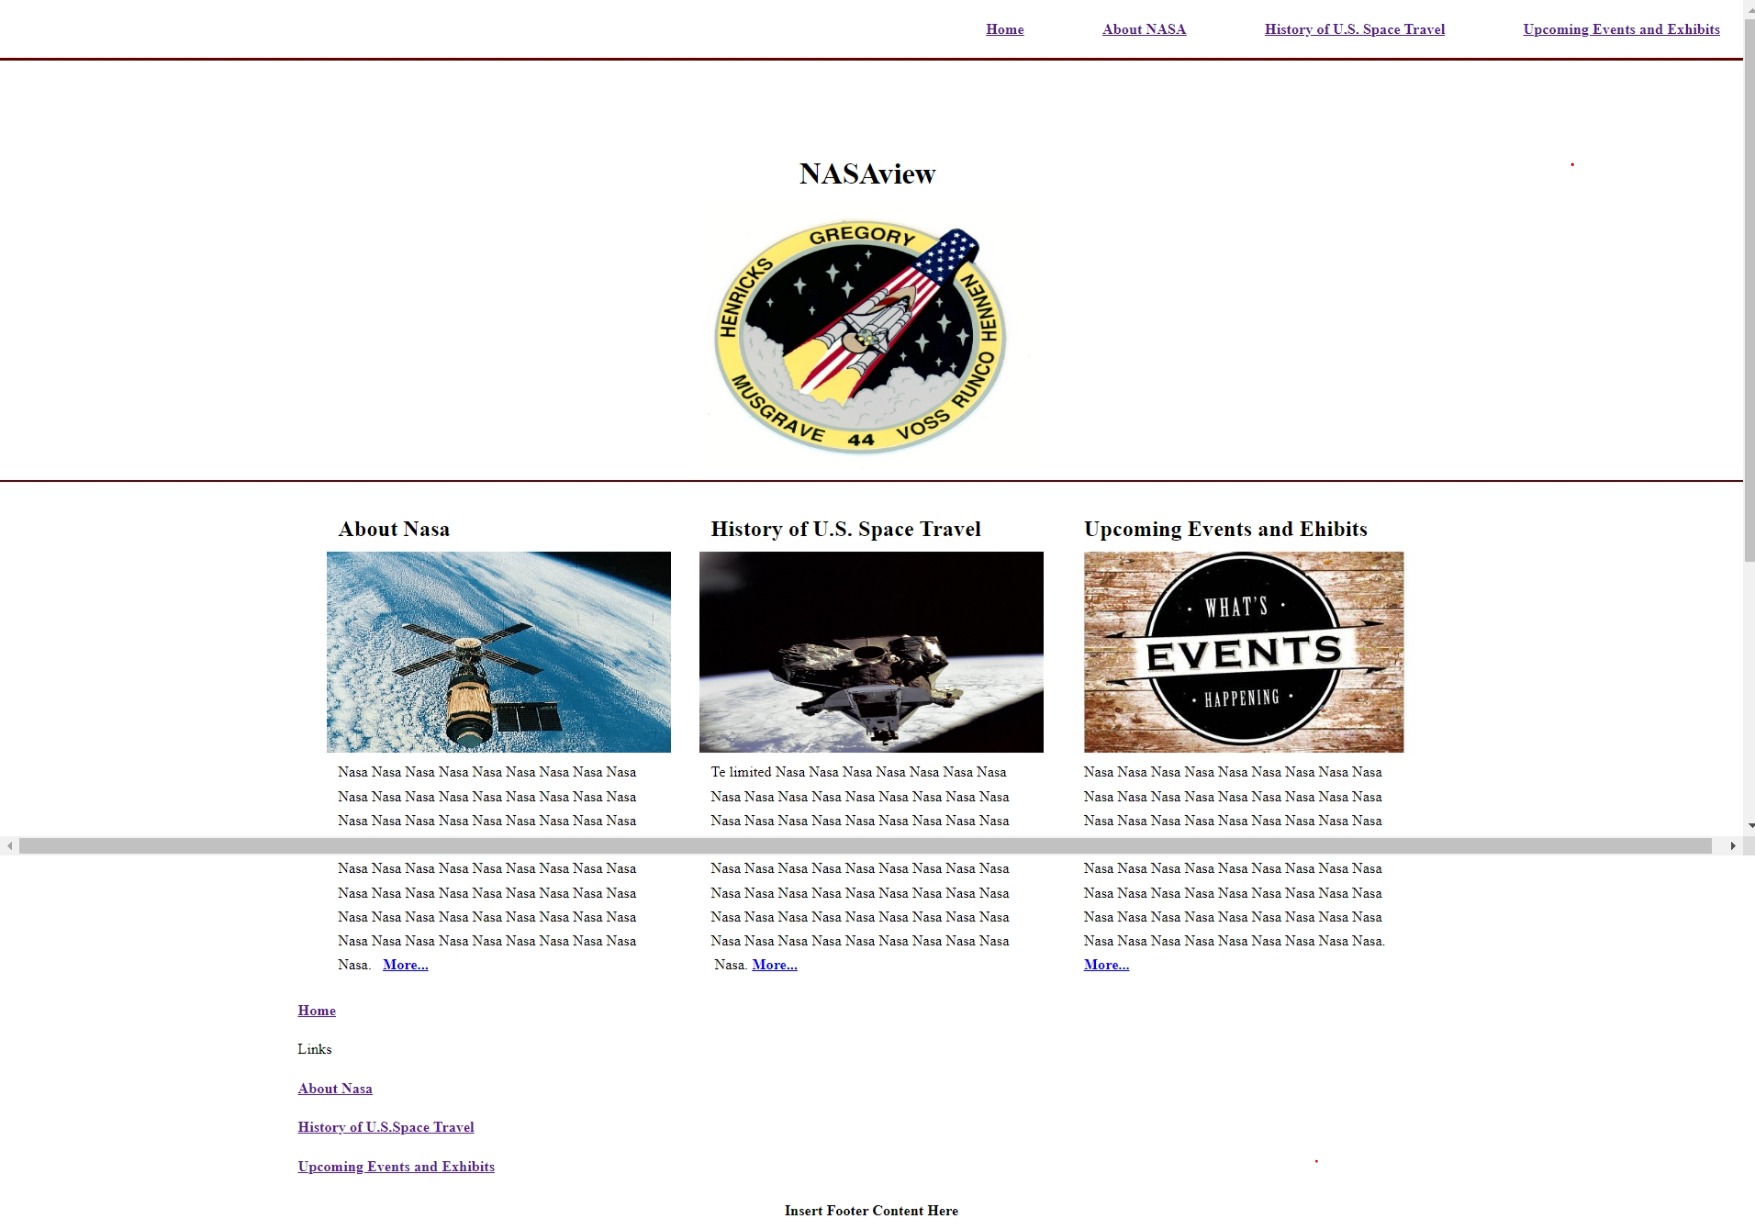 Home About NASA History of U.S. Space Travel Upcoming Events and Exhibits
NASAview
GREGORY
HENRICKS
HENNEN
MUSGRAVE 44 VOSS RUNCO
About Nasa
WHAT'S
EVENTS
HAPPENING
Nasa Nasa Nasa Nasa Nasa Nasa Nasa Nasa Nasa
Nasa Nasa Nasa Nasa Nasa Nasa Nasa Nasa Nasa
Nasa Nasa Nasa Nasa Nasa Nasa Nasa Nasa Nasa
Nasa Nasa Nasa Nasa Nasa Nasa Nasa Nasa Nasa
Nasa Nasa Nasa Nasa Nasa Nasa Nasa Nasa Nasa
Nasa Nasa Nasa Nasa Nasa Nasa Nasa Nasa Nasa
Nasa Nasa Nasa Nasa Nasa Nasa Nasa Nasa Nasa
Nasa. More...
History of U.S. Space Travel
Te limited Nasa Nasa Nasa Nasa Nasa Nasa Nasa
Nasa Nasa Nasa Nasa Nasa Nasa Nasa Nasa Nasa
Nasa Nasa Nasa Nasa Nasa Nasa Nasa Nasa Nasa
Nasa Nasa Nasa Nasa Nasa Nasa Nasa Nasa Nasa
Nasa Nasa Nasa Nasa Nasa Nasa Nasa Nasa Nasa
Nasa Nasa Nasa Nasa Nasa Nasa Nasa Nasa Nasa
Nasa Nasa Nasa Nasa Nasa Nasa Nasa Nasa Nasa
Nasa. More...
Upcoming Events and Ehibits
Nasa Nasa Nasa Nasa Nasa Nasa Nasa Nasa Nasa
Nasa Nasa Nasa Nasa Nasa Nasa Nasa Nasa Nasa
Nasa Nasa Nasa Nasa Nasa Nasa Nasa Nasa Nasa
Nasa Nasa Nasa Nasa Nasa Nasa Nasa Nasa Nasa
Nasa Nasa Nasa Nasa Nasa Nasa Nasa Nasa Nasa
Nasa Nasa Nasa Nasa Nasa Nasa Nasa Nasa Nasa
Nasa Nasa Nasa Nasa Nasa Nasa Nasa Nasa Nasa.
More...
Home
Links
About Nasa
History of U.S.Space Travel
Upcoming Events and Exhibits
Insert Footer Content Here